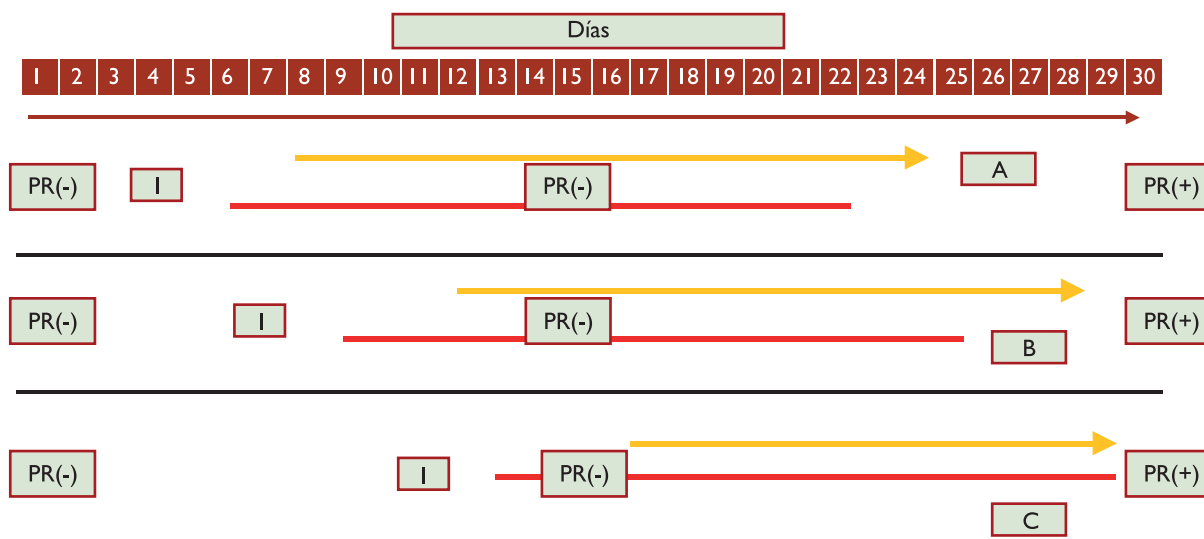 Días
1 2 3 4 5 6 7 8 9 10 11 12 13 14 15 16 17 18 19 20 21 22 23 24 25 26 27 28 29 30
PR(-) I PR(-) A PR(+)
PR(-) I PR(-) B PR(+)
PR(-) I PR(-) C PR(+)